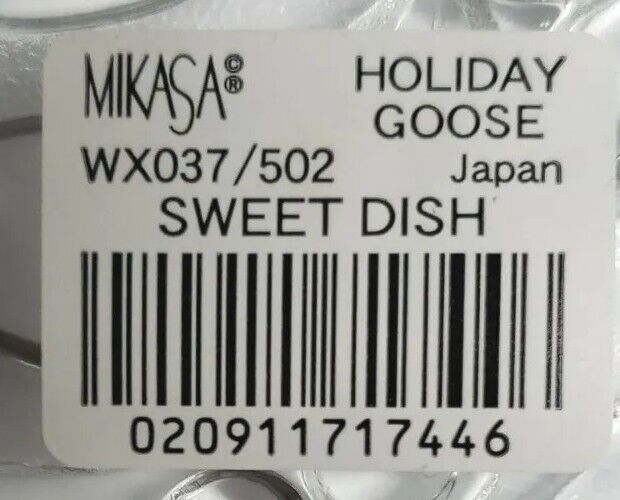 MIKASA©® HOLIDAY
GOOSE
WX037/502 Japan
SWEET DISH
020911717446